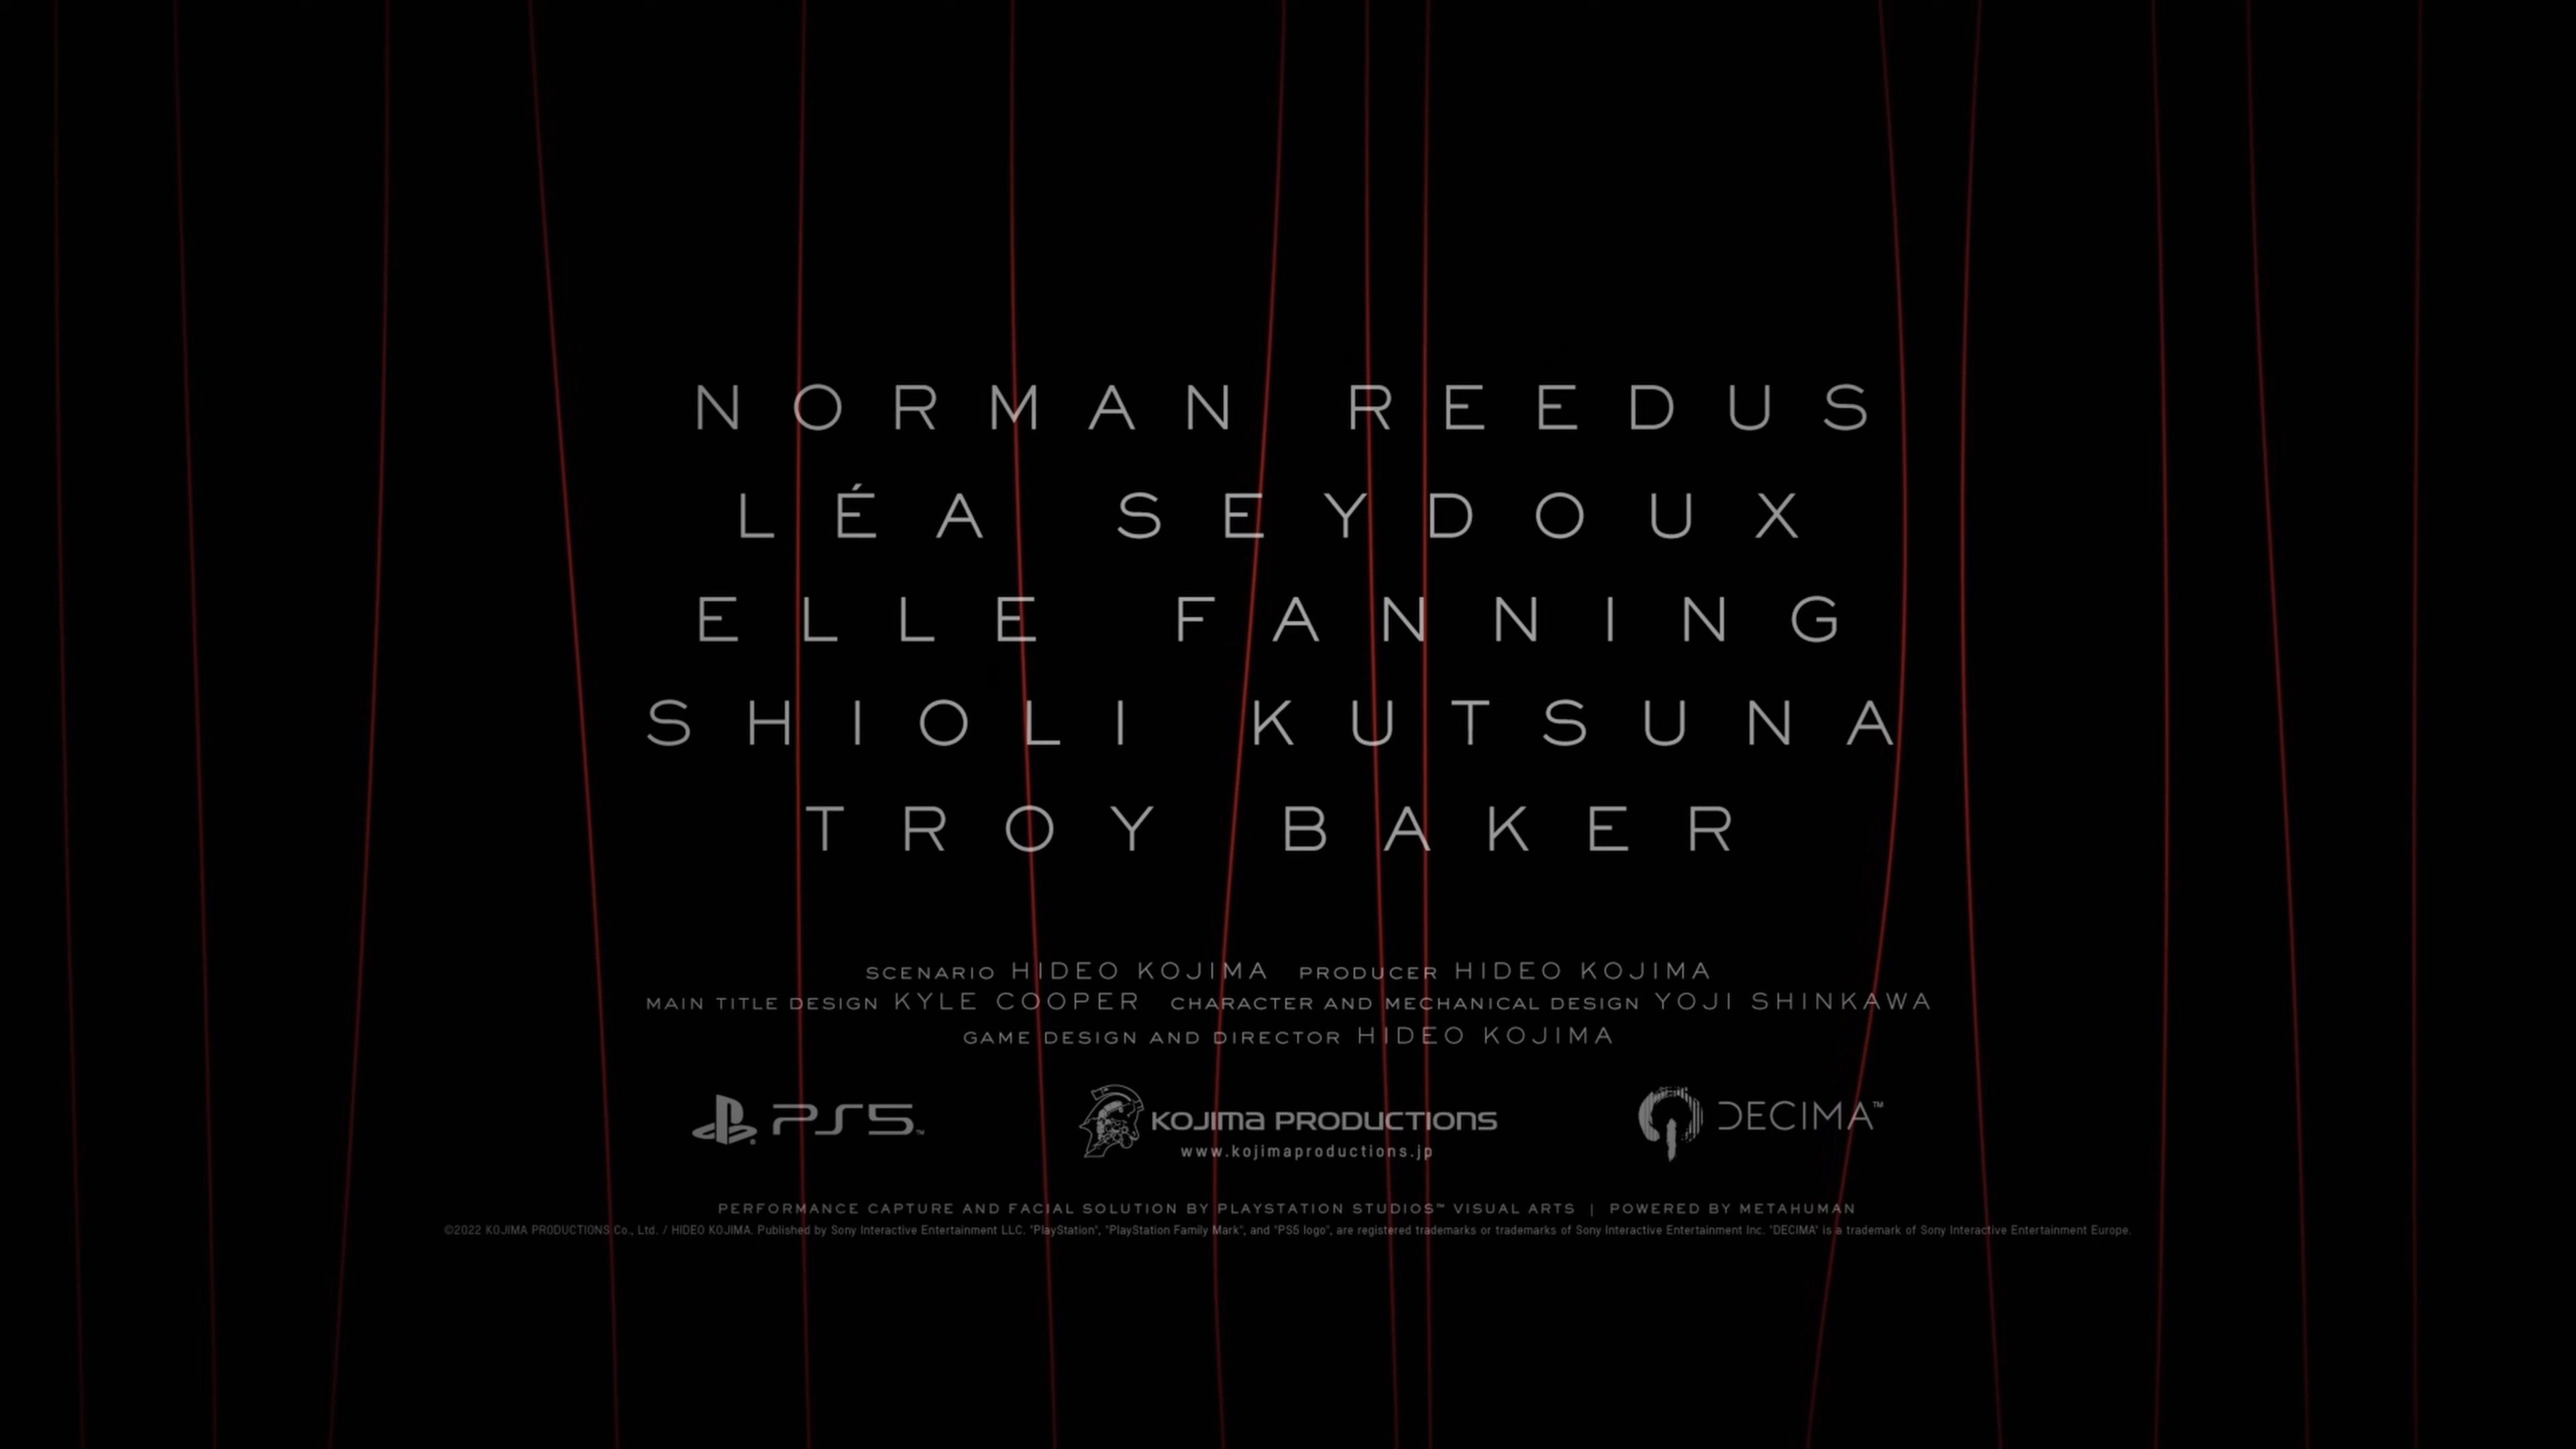 NORMAN REEDUS
LÉA SEYDOUX
ELLE FANNING
SHIOLI KUTSUNA
TROY BAKER
SCENARIO HIDEO KOJIMA PRODUCER HIDEO KOJIMA
MAIN TITLE DESIGN KYLE COOPER CHARACTER AND MECHANICAL DESIGN YOJI SHINKAWA
GAME DESIGN AND DIRECTOR HIDEO KOJIMA
PS5™ KOJIMA PRODUCTIONS DECIMA™
www.kojimaproductions.jp
PERFORMANCE CAPTURE AND FACIAL SOLUTION BY PLAYSTATION STUDIOS™ VISUAL ARTS | POWERED BY METAHUMAN
©2022 KOJIMA PRODUCTIONS Co., Ltd. / HIDEO KOJIMA. Published by Sony Interactive Entertainment LLC. "PlayStation", "PlayStation Family Mark", and "PS5 logo", are registered trademarks or trademarks of Sony Interactive Entertainment Inc. "DECIMA" is a trademark of Sony Interactive Entertainment Europe.